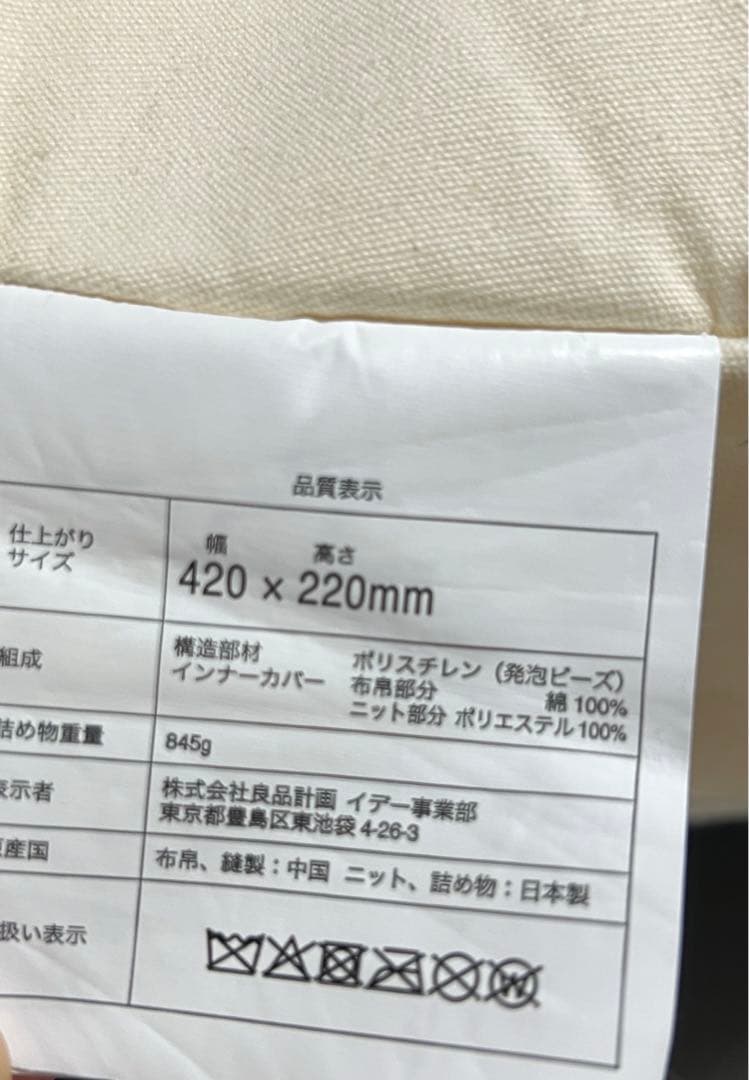 品質表示
仕上がり
サイズ
幅 高さ
420 × 220mm
組成
構造部材 ポリスチレン（発泡ビーズ）
インナーカバー 布帛部分 綿 100%
ニット部分 ポリエステル 100%
詰め物重量 845g
表示者
株式会社良品計画 イデー事業部
東京都豊島区東池袋 4-26-3
原産国
布帛、縫製：中国 ニット、詰め物：日本製
扱い表示
W